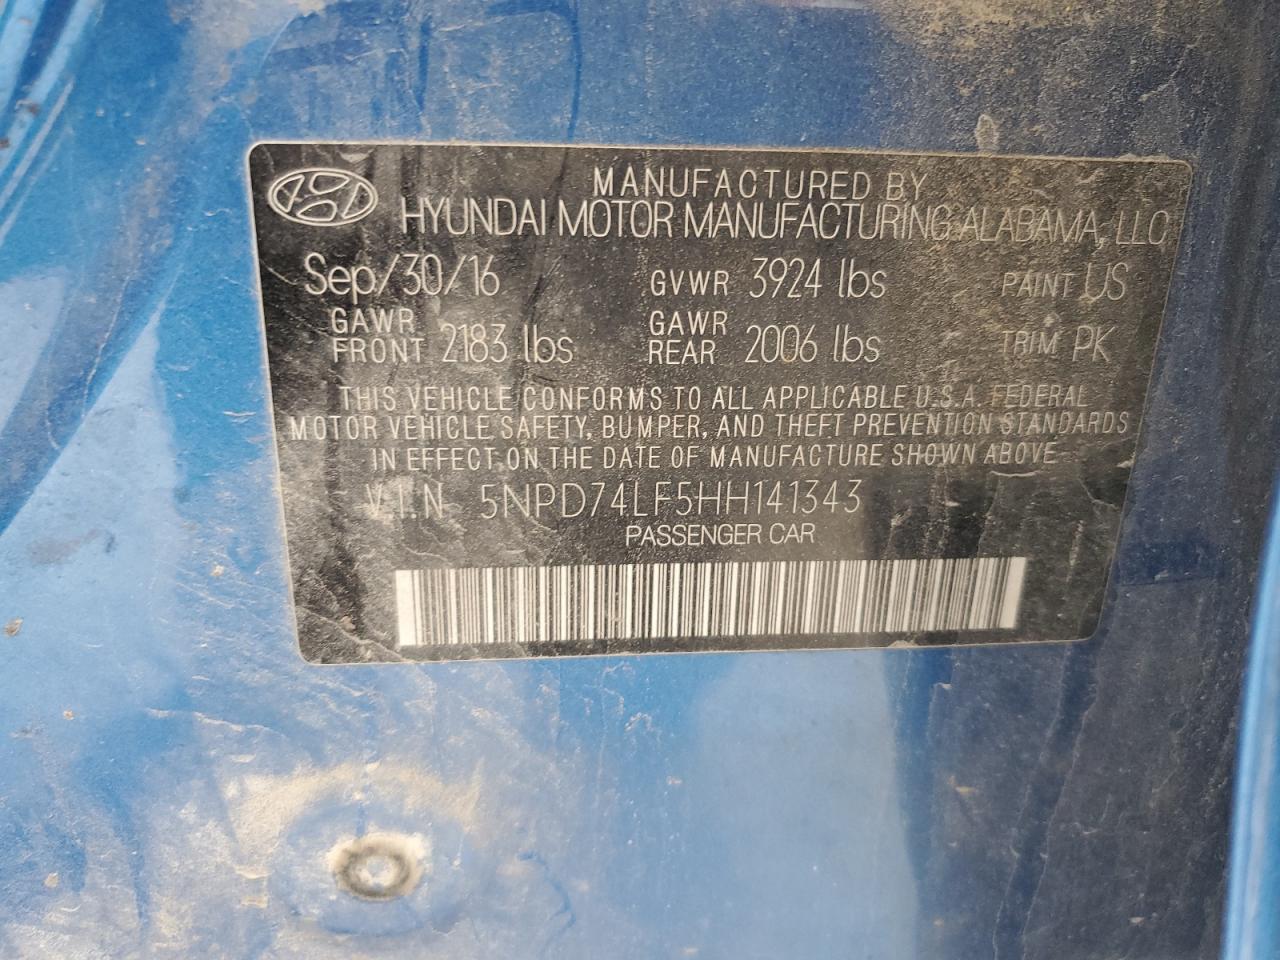 MANUFACTURED BY
HYUNDAI MOTOR MANUFACTURING ALABAMA, LLC
Sep/30/16 GVWR 3924 lbs PAINT US
GAWR FRONT 2183 lbs GAWR REAR 2006 lbs TRIM PK
THIS VEHICLE CONFORMS TO ALL APPLICABLE U.S.A. FEDERAL
MOTOR VEHICLE SAFETY, BUMPER, AND THEFT PREVENTION STANDARDS
IN EFFECT ON THE DATE OF MANUFACTURE SHOWN ABOVE
V.I.N 5NPD74LF5HH141343
PASSENGER CAR